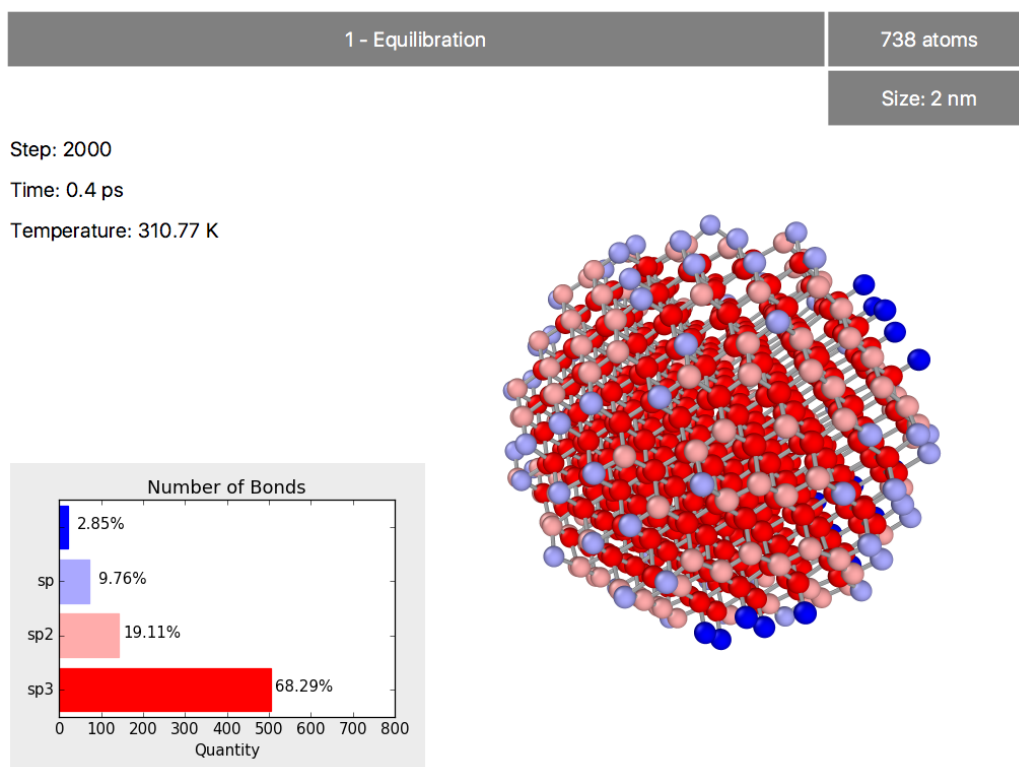 1 - Equilibration
738 atoms
Size: 2 nm
Step: 2000
Time: 0.4 ps
Temperature: 310.77 K
Number of Bonds
2.85%
sp
9.76%
sp2
19.11%
sp3
68.29%
0 100 200 300 400 500 600 700 800
Quantity